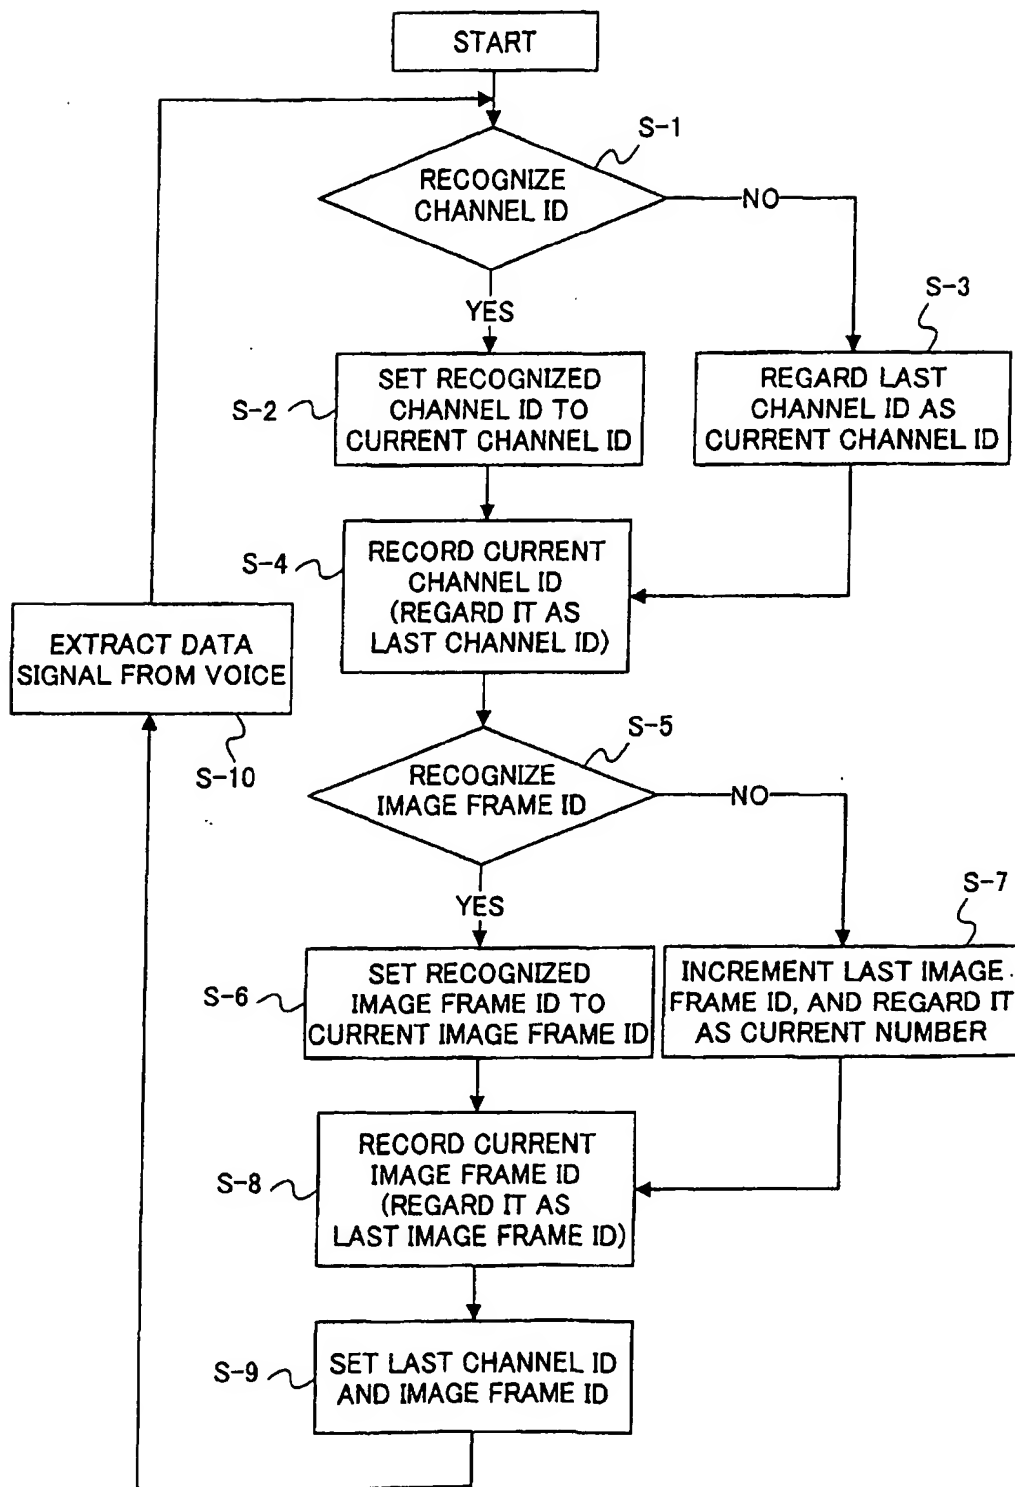 START
S-1
RECOGNIZE
CHANNEL ID
NO
YES
S-3
S-2
SET RECOGNIZED
CHANNEL ID TO
CURRENT CHANNEL ID
REGARD LAST
CHANNEL ID AS
CURRENT CHANNEL ID
S-4
RECORD CURRENT
CHANNEL ID
(REGARD IT AS
LAST CHANNEL ID)
EXTRACT DATA
SIGNAL FROM VOICE
S-10
S-5
RECOGNIZE
IMAGE FRAME ID
NO
YES
S-7
S-6
SET RECOGNIZED
IMAGE FRAME ID TO
CURRENT IMAGE FRAME ID
INCREMENT LAST IMAGE
FRAME ID, AND REGARD IT
AS CURRENT NUMBER
S-8
RECORD CURRENT
IMAGE FRAME ID
(REGARD IT AS
LAST IMAGE FRAME ID)
S-9
SET LAST CHANNEL ID
AND IMAGE FRAME ID